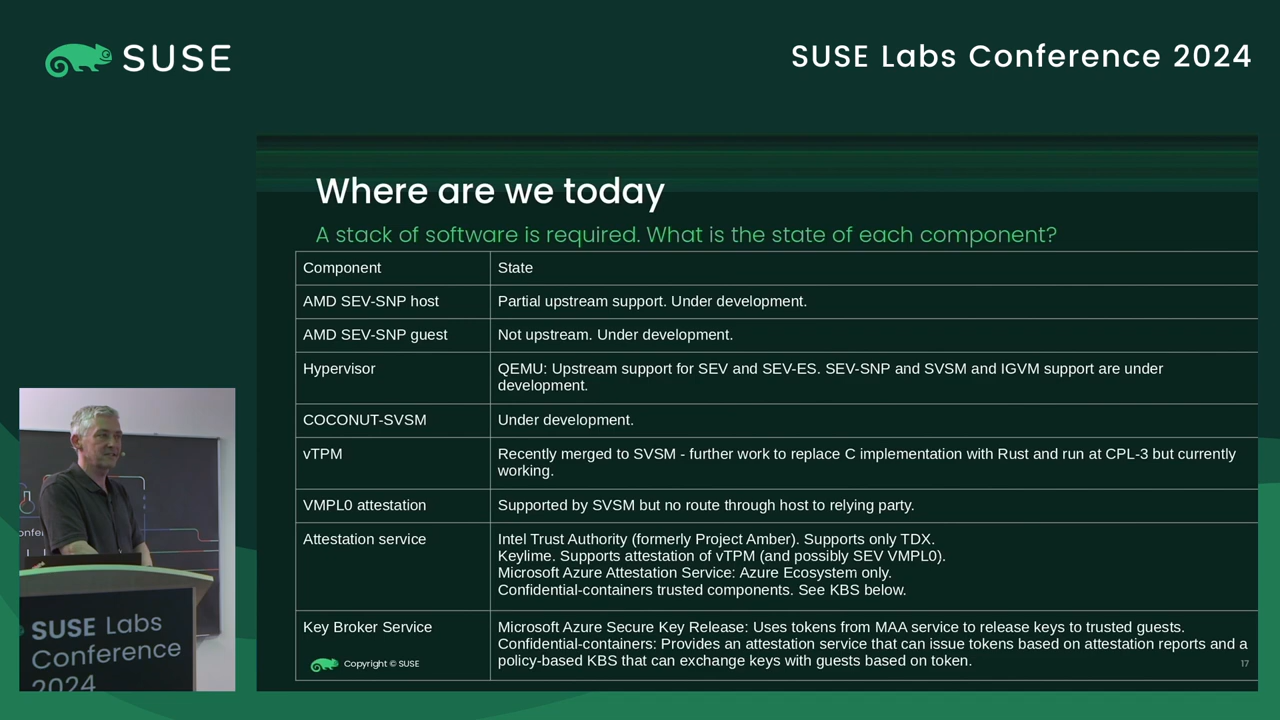 SUSE
SUSE Labs Conference 2024
Where are we today
A stack of software is required. What is the state of each component?
Component
State
AMD SEV-SNP host
Partial upstream support. Under development.
AMD SEV-SNP guest
Not upstream. Under development.
Hypervisor
QEMU: Upstream support for SEV and SEV-ES. SEV-SNP and SVSM and IGVM support are under
development.
COCONUT-SVSM
Under development.
vTPM
Recently merged to SVSM - further work to replace C implementation with Rust and run at CPL-3 but currently
working.
VMPL0 attestation
Supported by SVSM but no route through host to relying party.
Attestation service
Intel Trust Authority (formerly Project Amber). Supports only TDX.
Keylime. Supports attestation of vTPM (and possibly SEV VMPL0).
Microsoft Azure Attestation Service: Azure Ecosystem only.
Confidential-containers trusted components. See KBS below.
Key Broker Service
Microsoft Azure Secure Key Release: Uses tokens from MAA service to release keys to trusted guests.
Confidential-containers: Provides an attestation service that can issue tokens based on attestation reports and a
policy-based KBS that can exchange keys with guests based on token.
Copyright © SUSE
17
SUSE Labs
Conference
2024